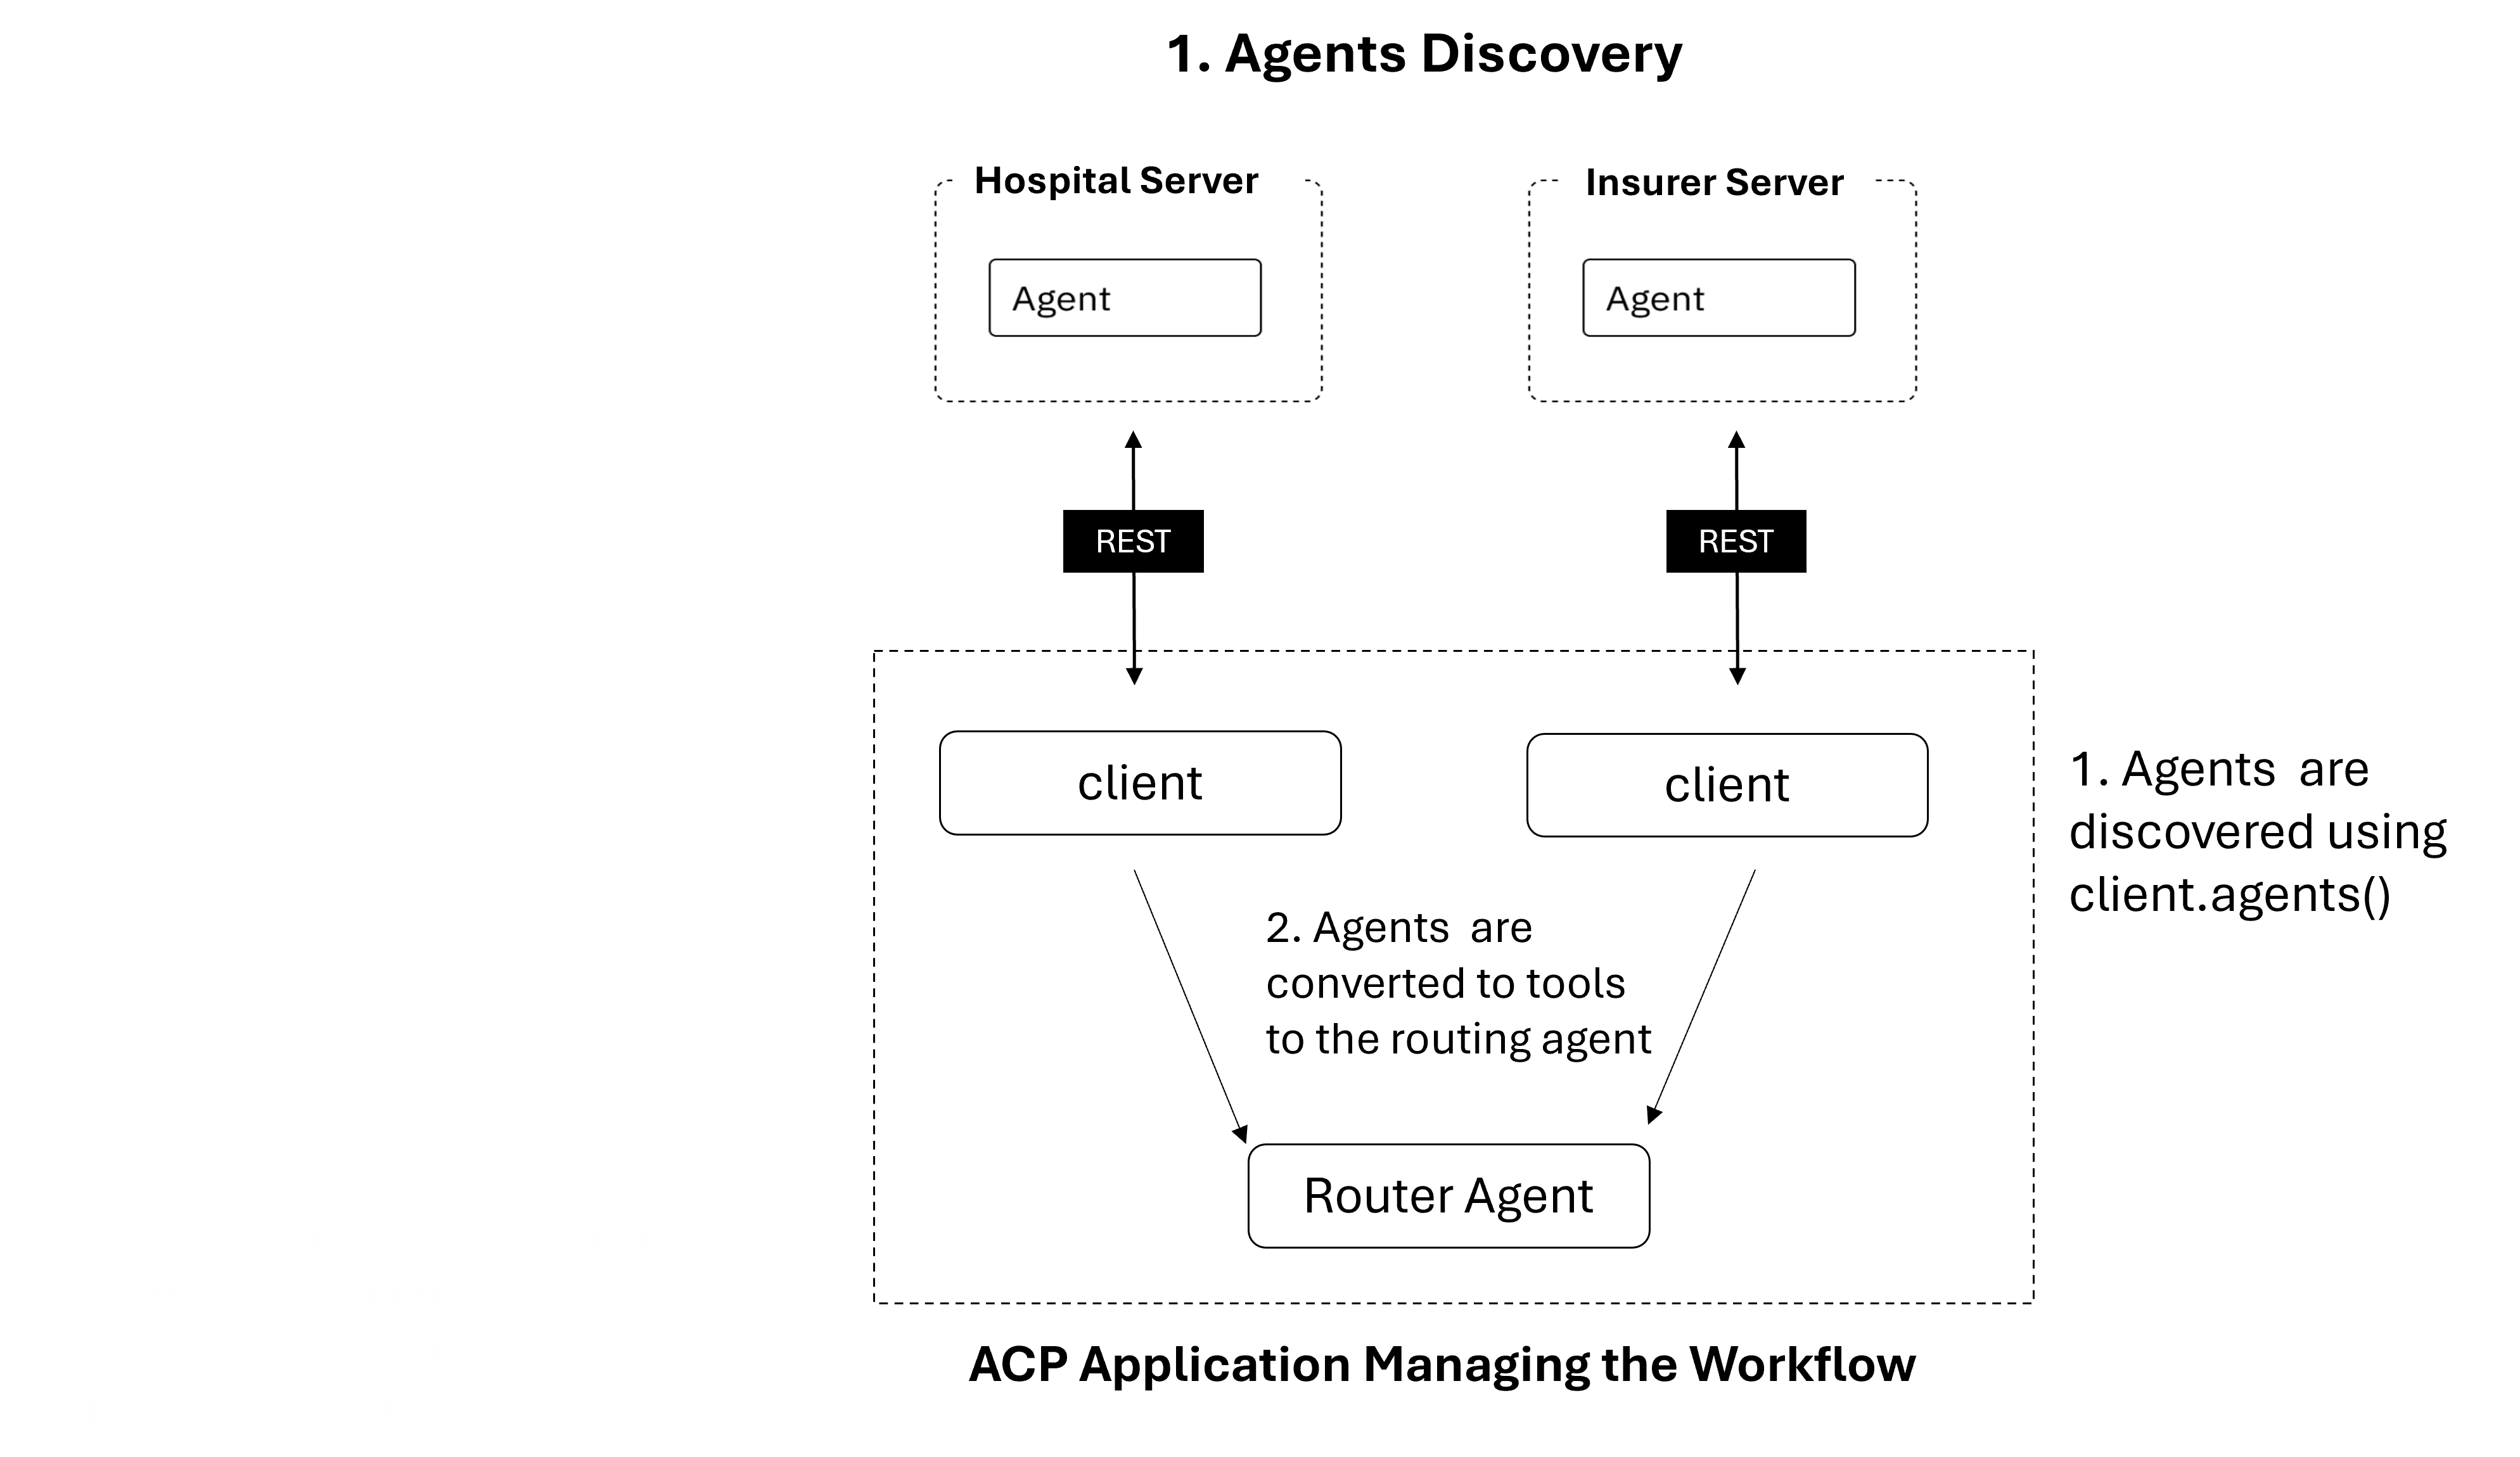 1. Agents Discovery
Hospital Server
Insurer Server
Agent
Agent
REST
REST
client
client
1. Agents are
discovered using
client.agents()
2. Agents are
converted to tools
to the routing agent
Router Agent
ACP Application Managing the Workflow